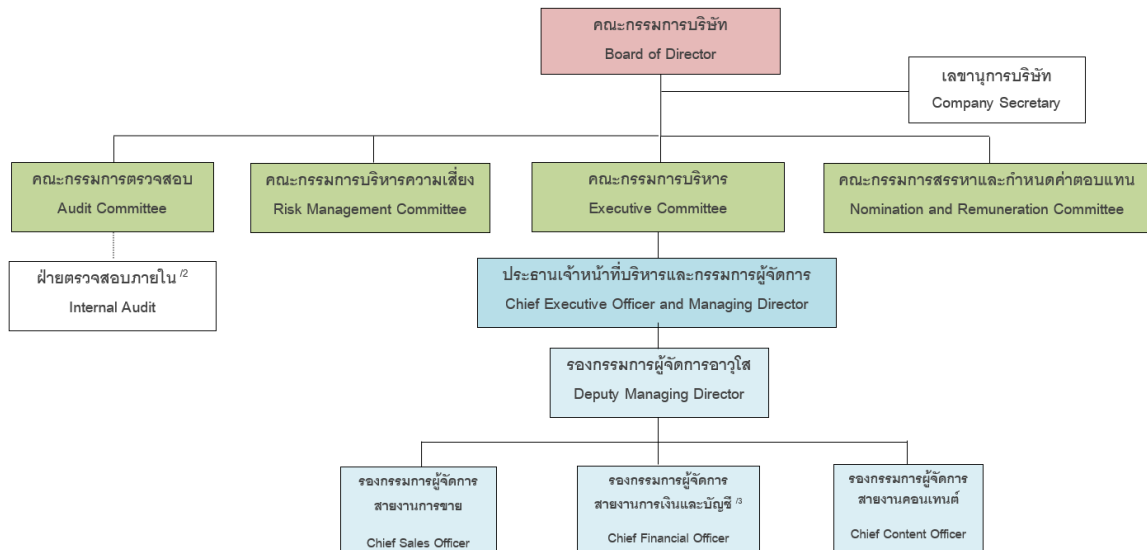 คณะกรรมการบริษัท
Board of Director
เลขานุการบริษัท
Company Secretary
คณะกรรมการตรวจสอบ
Audit Committee
คณะกรรมการบริหารความเสี่ยง
Risk Management Committee
คณะกรรมการบริหาร
Executive Committee
คณะกรรมการสรรหาและกำหนดค่าตอบแทน
Nomination and Remuneration Committee
ฝ่ายตรวจสอบภายใน /2
Internal Audit
ประธานเจ้าหน้าที่บริหารและกรรมการผู้จัดการ
Chief Executive Officer and Managing Director
รองกรรมการผู้จัดการอาวุโส
Deputy Managing Director
รองกรรมการผู้จัดการ
สายงานการขาย
Chief Sales Officer
รองกรรมการผู้จัดการ
สายงานการเงินและบัญชี /3
Chief Financial Officer
รองกรรมการผู้จัดการ
สายงานคอนเทนต์
Chief Content Officer